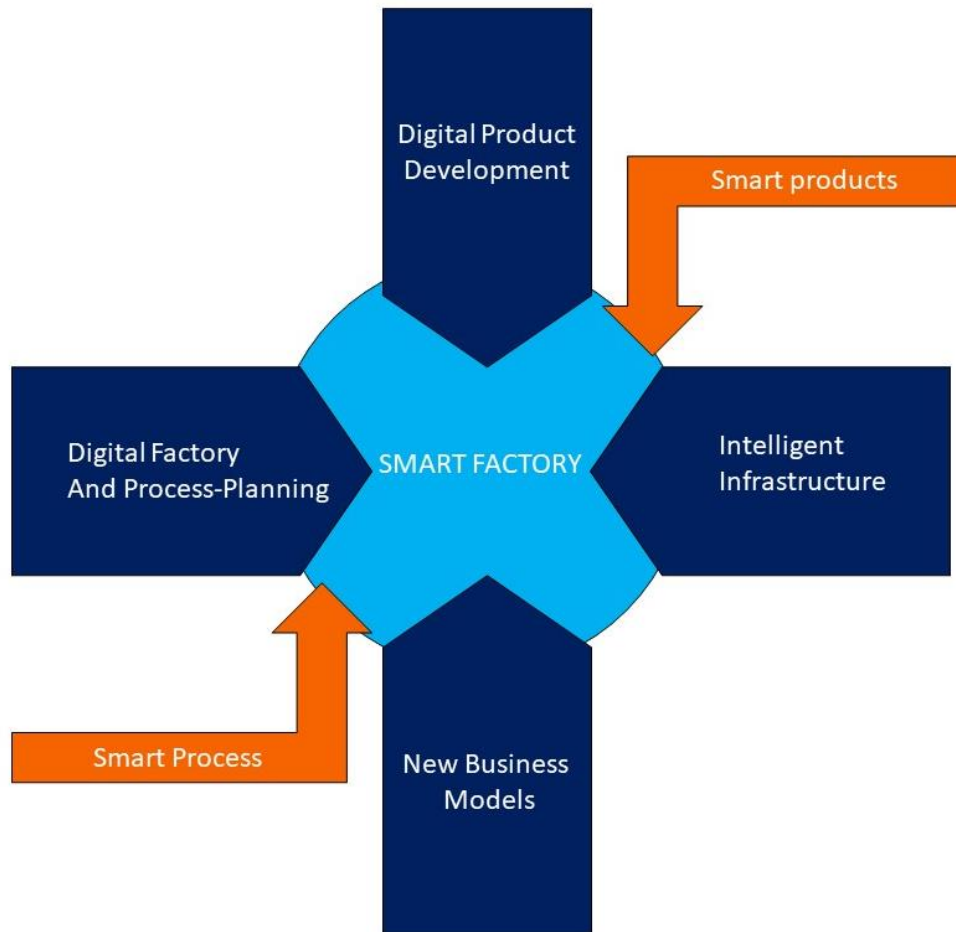 Digital Product
Development
Smart products
Digital Factory
And Process-Planning
SMART FACTORY
Intelligent
Infrastructure
Smart Process
New Business
Models